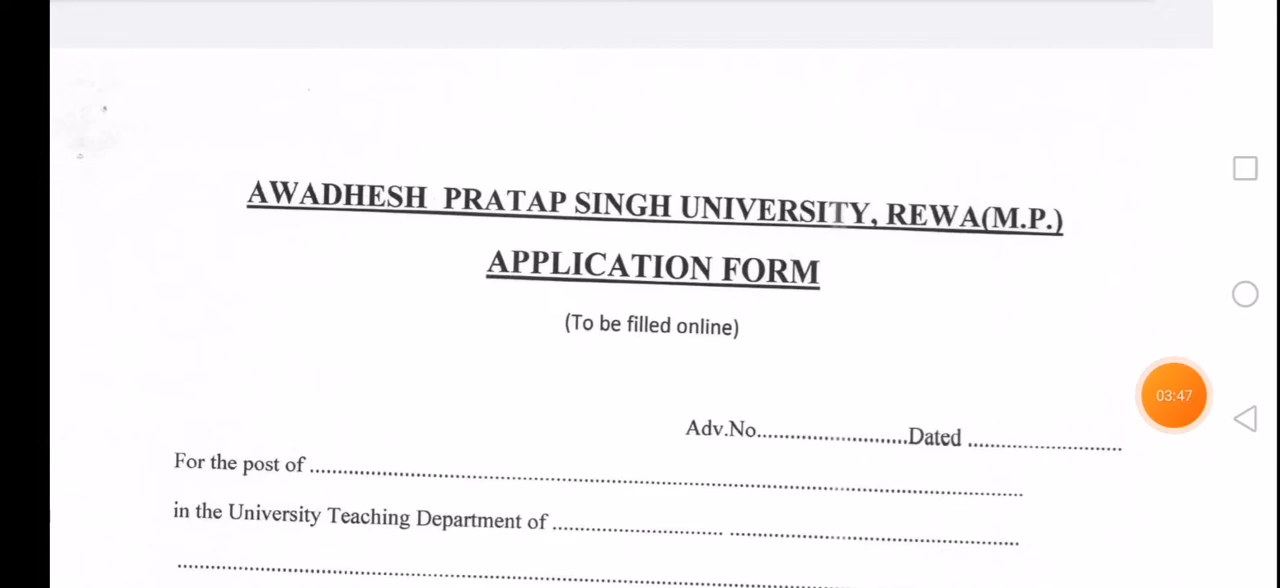 AWADHESH PRATAP SINGH UNIVERSITY, REWA(M.P.)
APPLICATION FORM
(To be filled online)
Adv.No...........................Dated ...........................
For the post of ...............................................................................
in the University Teaching Department of .............................. ..................................................
...............................................................................
03:47